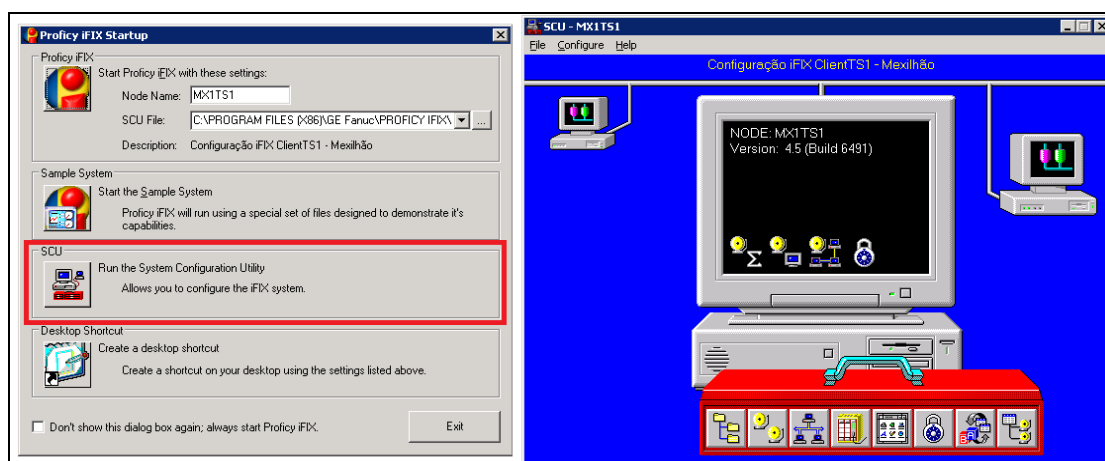 Proficy iFIX Startup
Proficy iFIX
Start Proficy iFIX with these settings:
Node Name: MX1TS1
SCU File: C:\PROGRAM FILES (X86)\GE Fanuc\PROFICY IFIX\
...
Description: Configuração iFIX ClientTS1 - Mexilhão
Sample System
Start the Sample System
Proficy iFIX will run using a special set of files designed to demonstrate it's
capabilities.
SCU
Run the System Configuration Utility
Allows you to configure the iFIX system.
Desktop Shortcut
Create a desktop shortcut
Create a shortcut on your desktop using the settings listed above.
Don't show this dialog box again; always start Proficy iFIX.
Exit
SCU - MX1TS1
File Configure Help
Configuração iFIX ClientTS1 - Mexilhão
NODE: MX1TS1
Version: 4.5 (Build 6491)
Σ